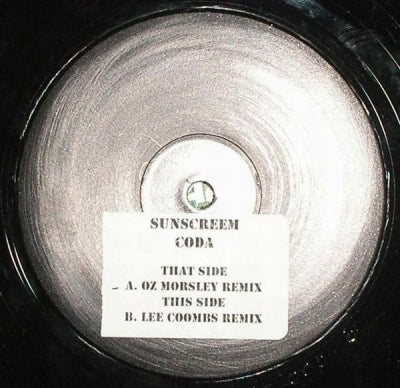 SUNSCREEM
CODA
THAT SIDE
A. OZ MORSLEY REMIX
THIS SIDE
B. LEE COOMBS REMIX